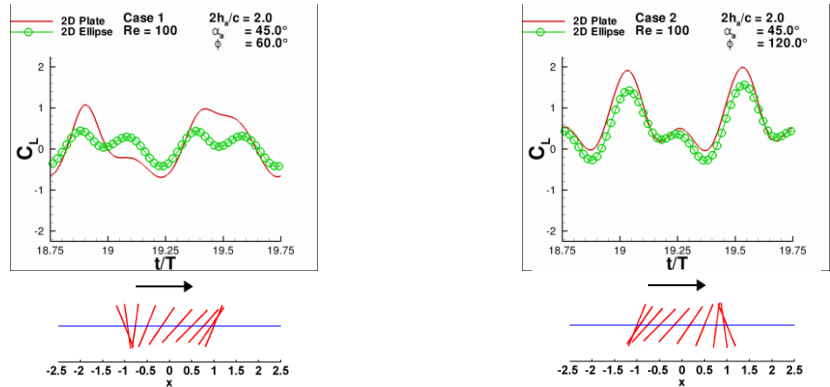 2D Plate Case 1 2hₐ/c = 2.0
2D Ellipse Re = 100 αₐ = 45.0°
ϕ = 60.0°
2
1
0
-1
-2
C_L
18.75 19 19.25 19.5 19.75
t/T
-2.5 -2 -1.5 -1 -0.5 0 0.5 1 1.5 2 2.5
x
2D Plate Case 2 2hₐ/c = 2.0
2D Ellipse Re = 100 αₐ = 45.0°
ϕ = 120.0°
2
1
0
-1
-2
C_L
18.75 19 19.25 19.5 19.75
t/T
-2.5 -2 -1.5 -1 -0.5 0 0.5 1 1.5 2 2.5
x